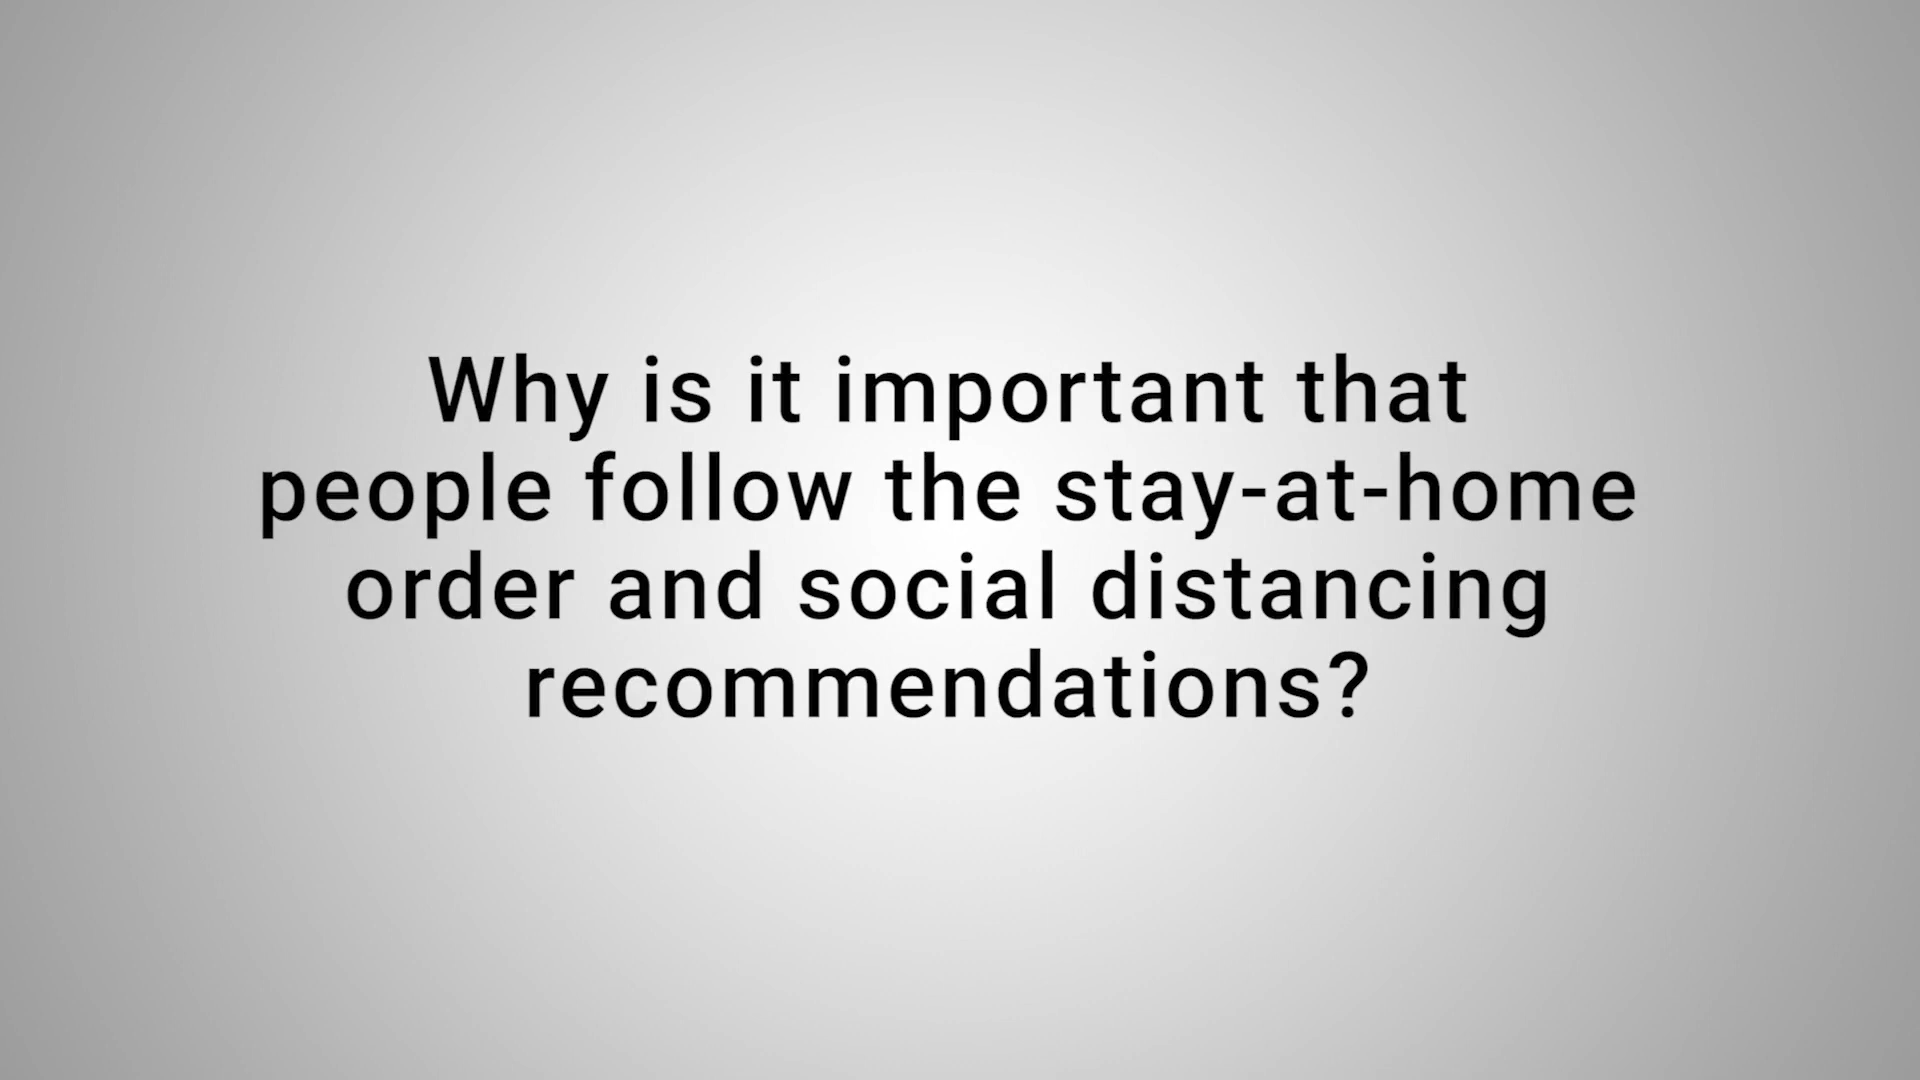 Why is it important that
people follow the stay-at-home
order and social distancing
recommendations?